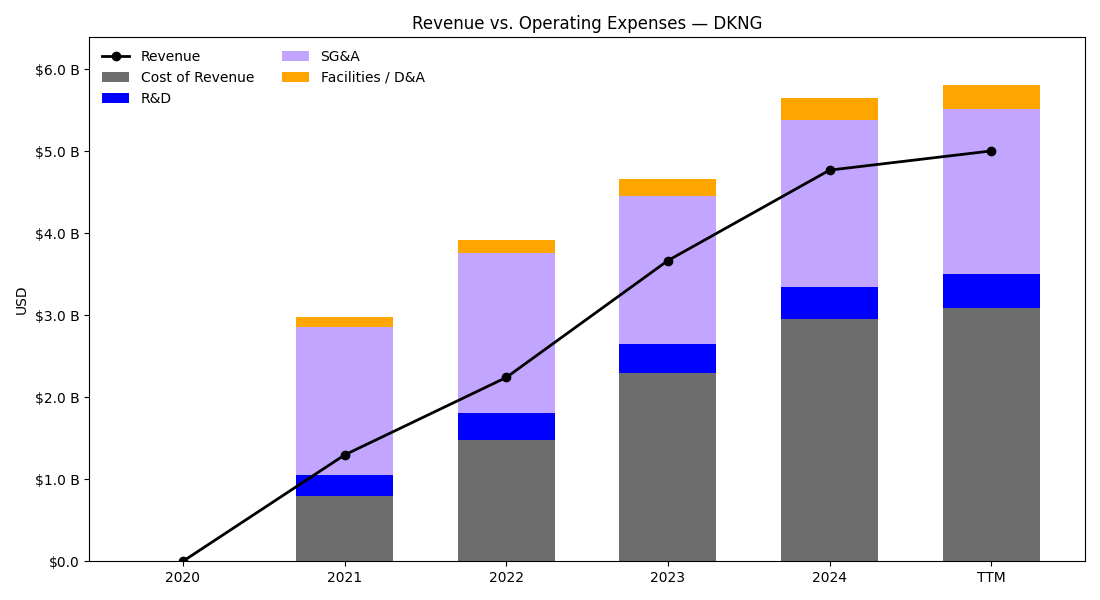 Revenue vs. Operating Expenses — DKNG
Revenue
Cost of Revenue
R&D
SG&A
Facilities / D&A
USD
$6.0 B
$5.0 B
$4.0 B
$3.0 B
$2.0 B
$1.0 B
$0.0
2020 2021 2022 2023 2024 TTM